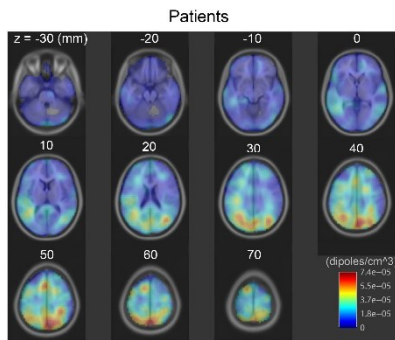 Patients
z = -30 (mm) -20 -10 0
10 20 30 40
50 60 70
(dipoles/cm^3)
7.4e-05
5.5e-05
3.7e-05
1.8e-05
0.0e